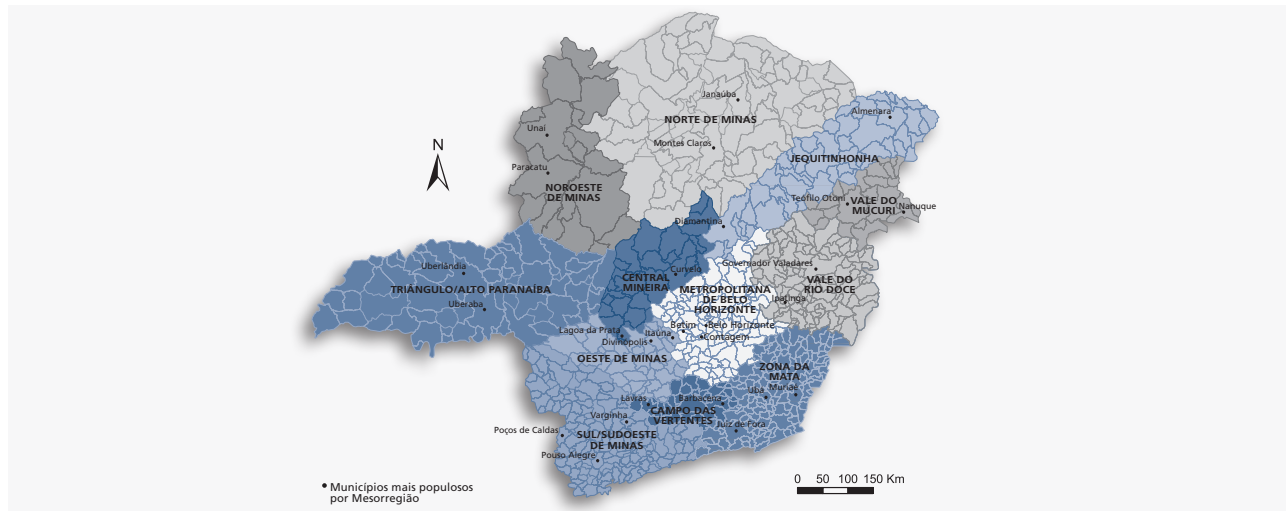 Janaúba
Almenara
NORTE DE MINAS
Unaí
Montes Claros
N
JEQUITINHONHA
Paracatu
NOROESTE
DE MINAS
Teófilo Otoni
VALE DO
MUCURI
Nanuque
Diamantina
Uberlândia
Governador Valadares
Curvelo
CENTRAL
MINEIRA
TRIÂNGULO/ALTO PARANAÍBA
METROPOLITANA
DE BELO
HORIZONTE
VALE DO
RIO DOCE
Uberaba
Ipatinga
Lagoa da Prata
Itaúna
Betim
Belo Horizonte
Divinópolis
Contagem
OESTE DE MINAS
ZONA DA
MATA
Ubá
Muriaé
Lavras
Barbacena
CAMPO DAS
VERTENTES
Varginha
Juiz de Fora
Poços de Caldas
SUL/SUDOESTE
DE MINAS
Pouso Alegre
0 50 100 150 Km
Municípios mais populosos
por Mesorregião